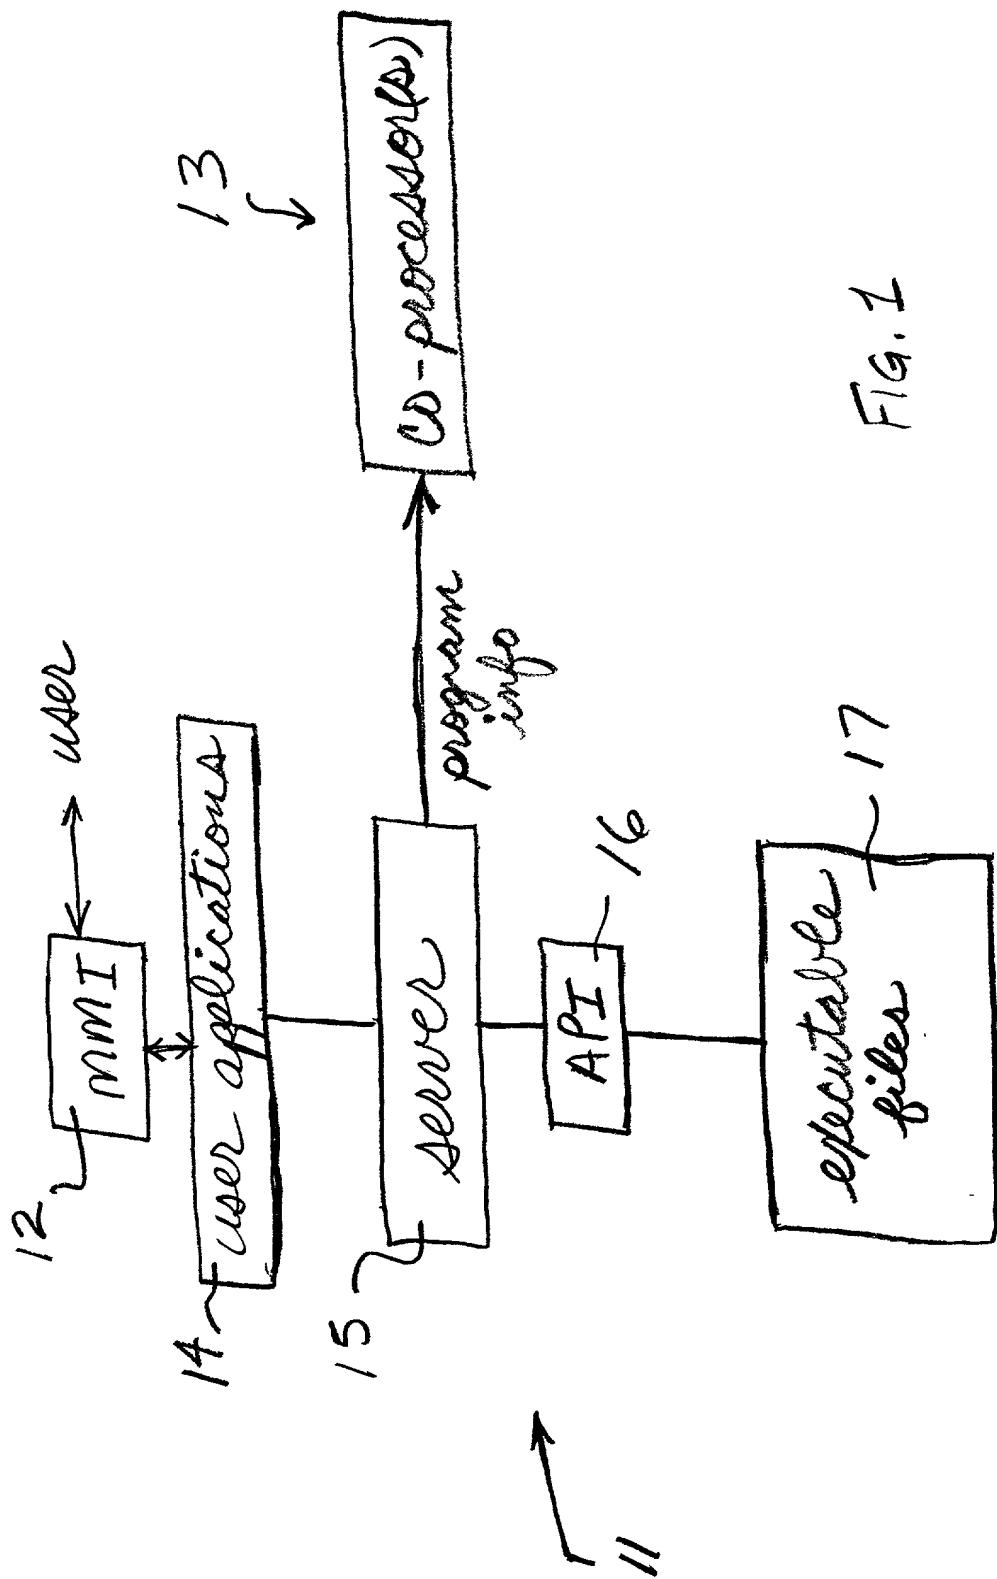 12
MMI
user
14
user applications
15
server
program
info
13
co-processor(s)
API
16
executable
files
17
11
FIG. 1